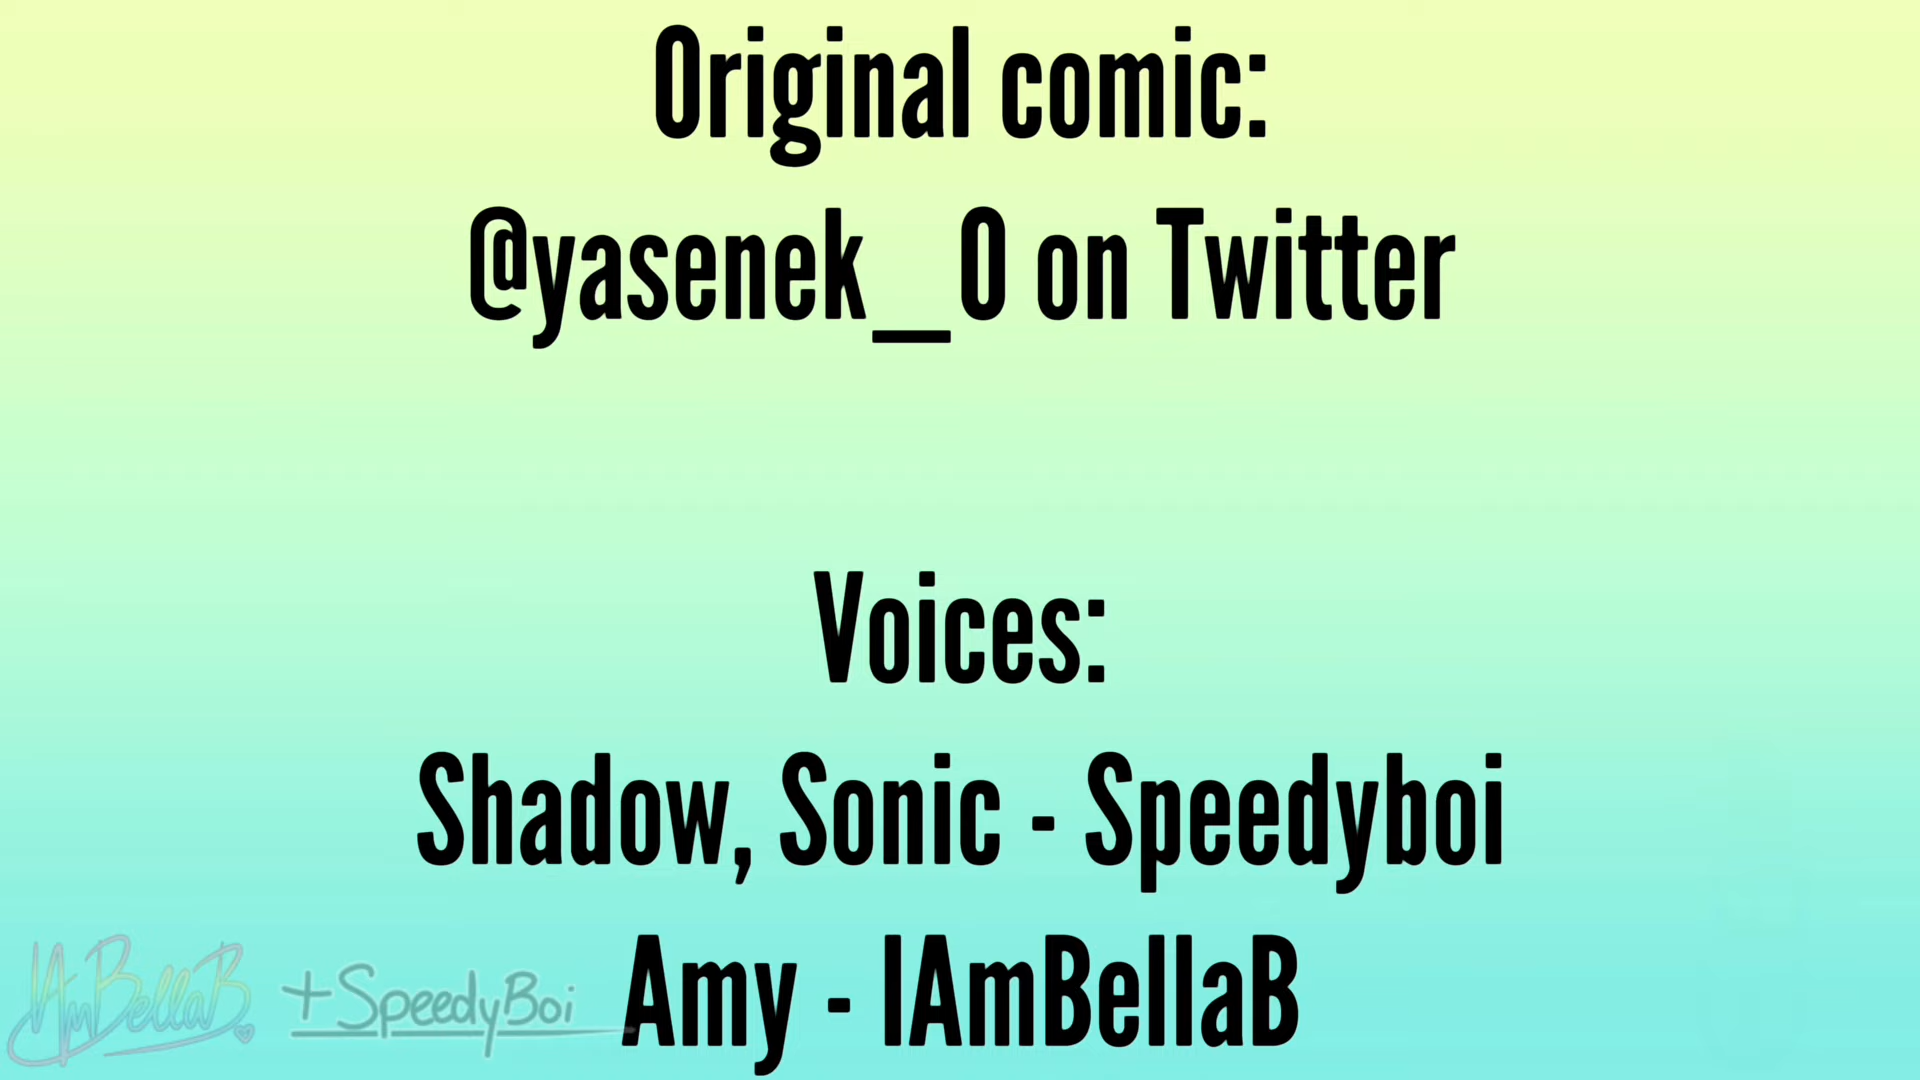 Original comic:
@yasenek_0 on Twitter
Voices:
Shadow, Sonic - Speedyboi
Amy - IAmBellaB
IAmBellaB +SpeedyBoi